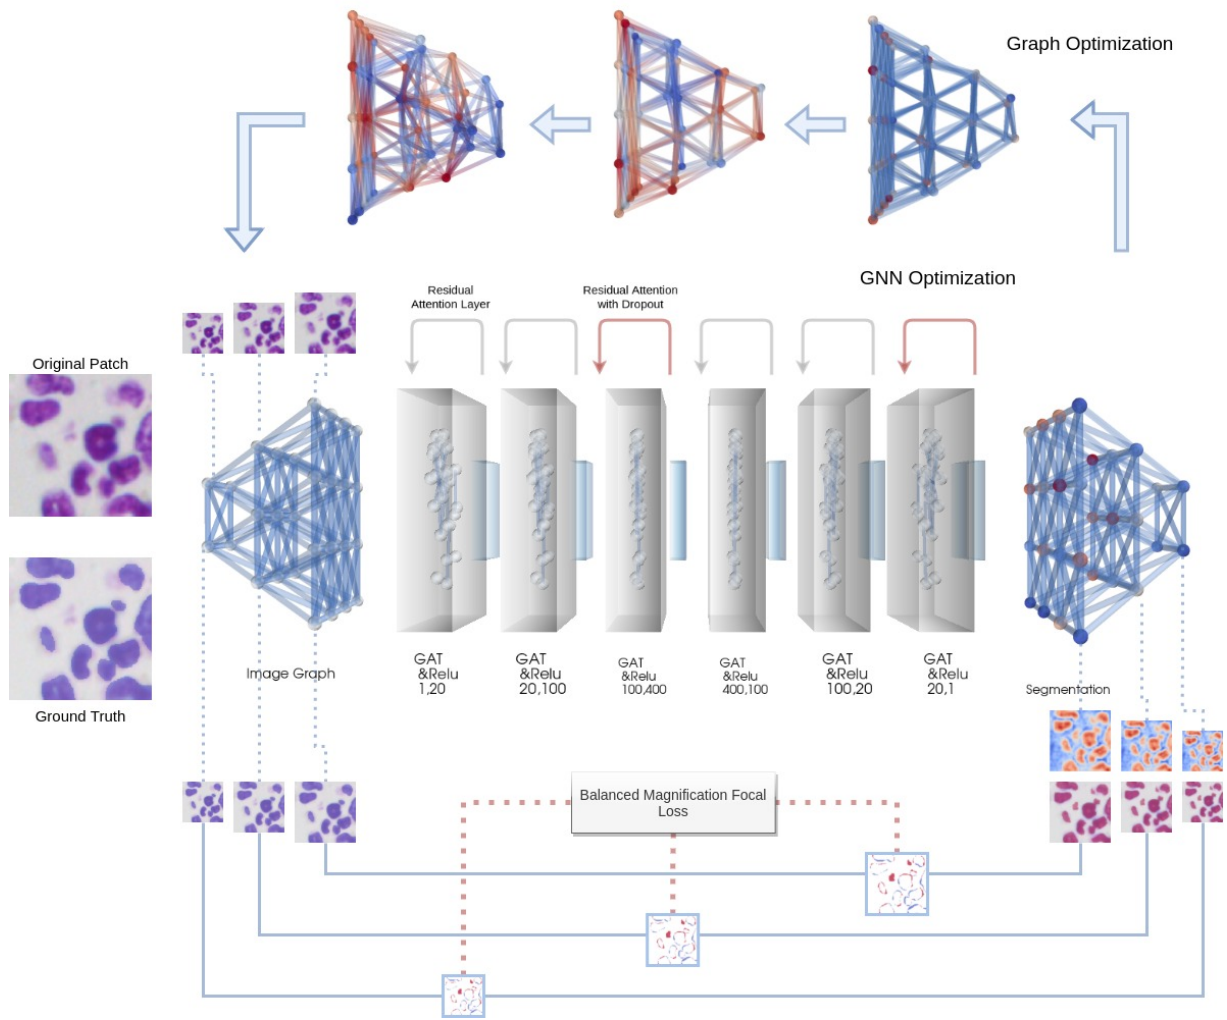 Graph Optimization
GNN Optimization
Residual
Attention Layer
Residual Attention
with Dropout
Original Patch
Ground Truth
Image Graph
GAT
&Relu
1,20
GAT
&Relu
20,100
GAT
&Relu
100,400
GAT
&Relu
400,100
GAT
&Relu
100,20
GAT
&Relu
20,1
Segmentation
Balanced Magnification Focal
Loss